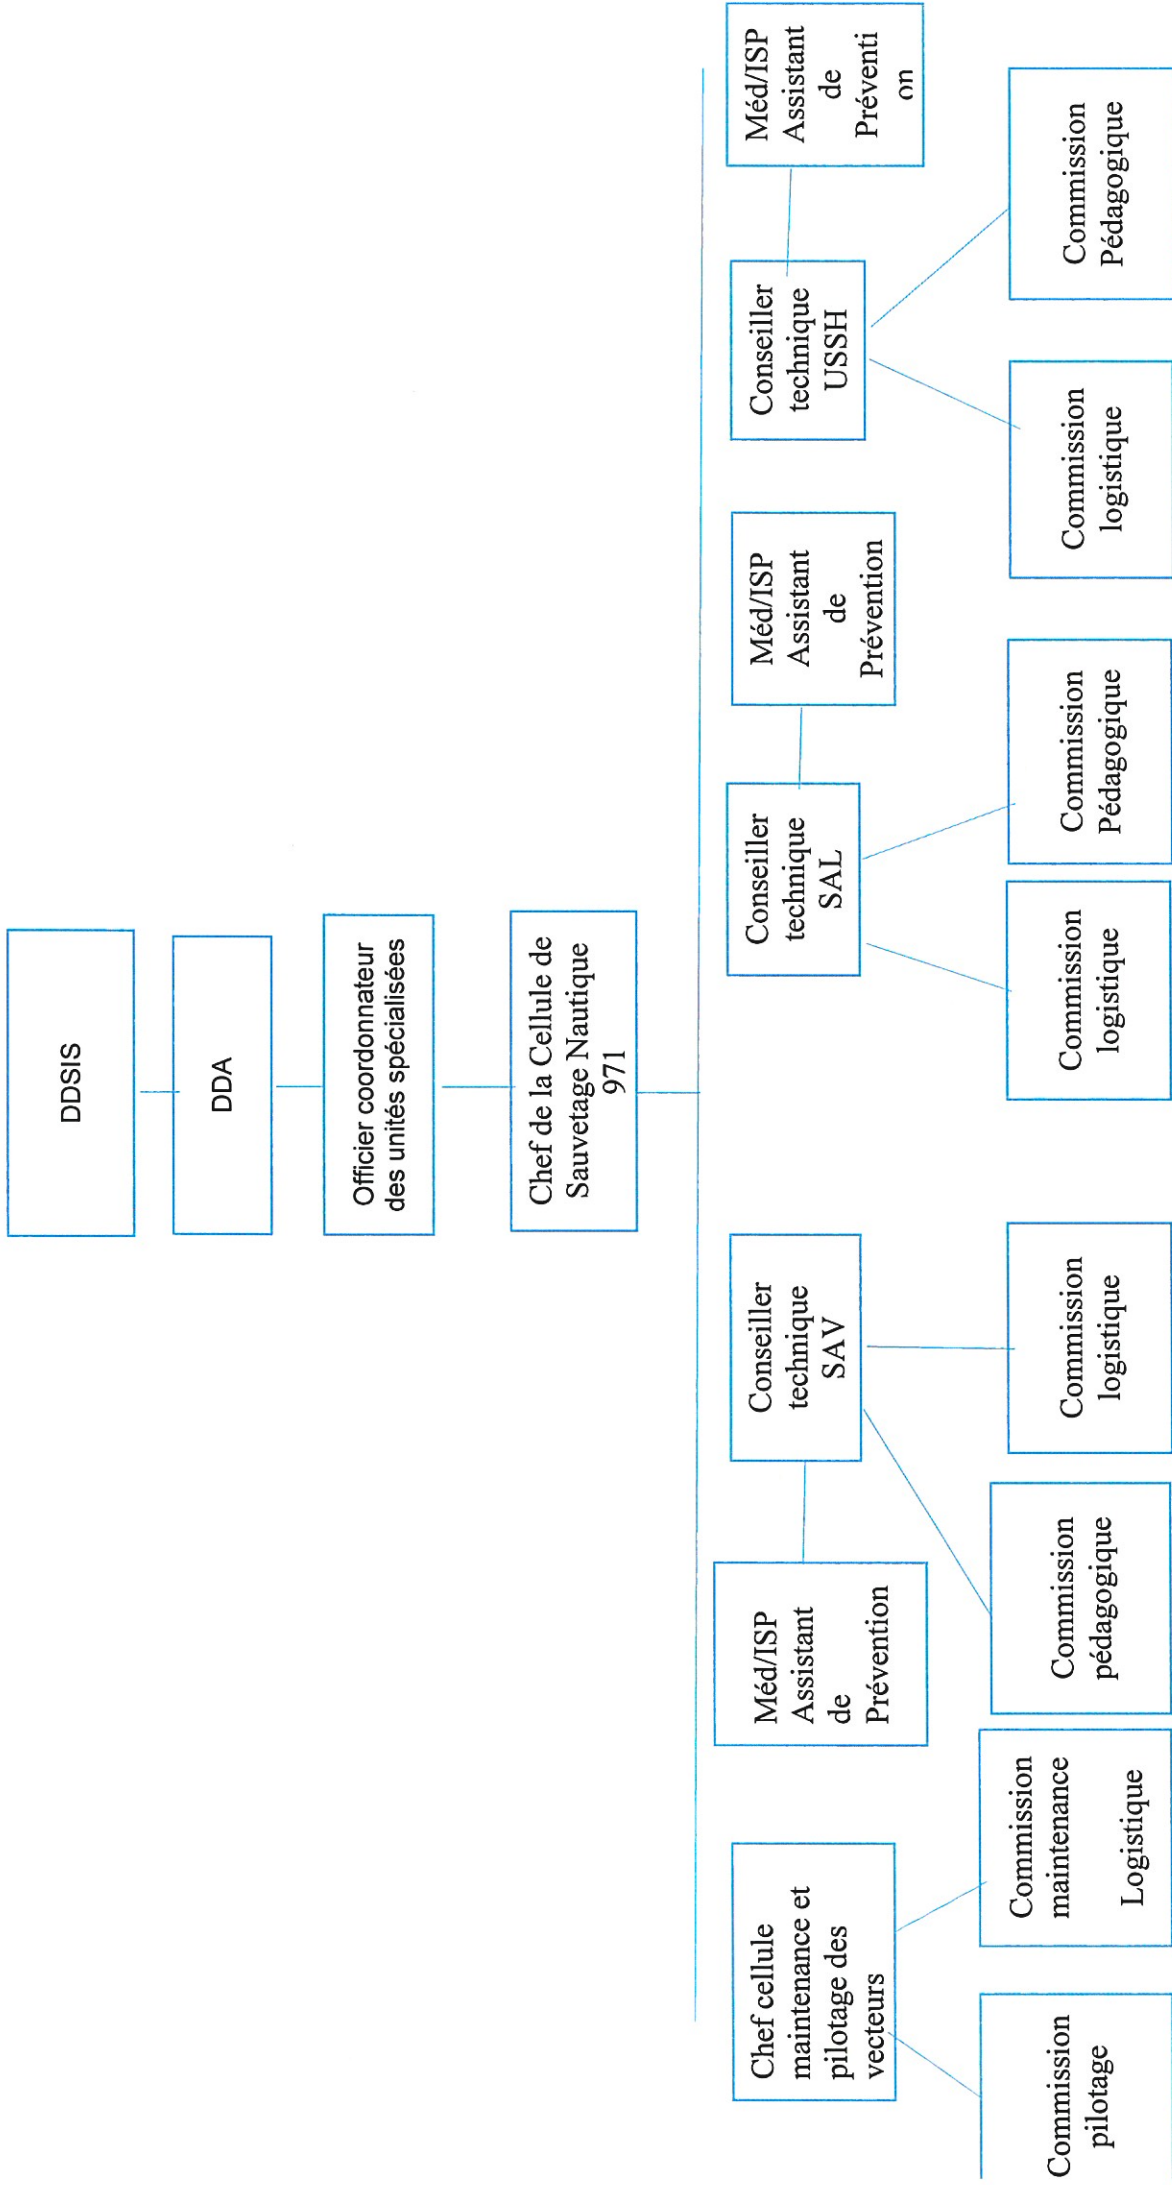 DDSIS
DDA
Officier coordonnateur
des unités spécialisées
Chef de la Cellule de
Sauvetage Nautique
971
Chef cellule
maintenance et
pilotage des
vecteurs
Méd/ISP
Assistant
de
Prévention
Conseiller
technique
SAV
Conseiller
technique
SAL
Méd/ISP
Assistant
de
Prévention
Conseiller
technique
USSH
Méd/ISP
Assistant
de
Préventi
on
Commission
pilotage
Commission
maintenance
Logistique
Commission
pédagogique
Commission
logistique
Commission
logistique
Commission
Pédagogique
Commission
logistique
Commission
Pédagogique